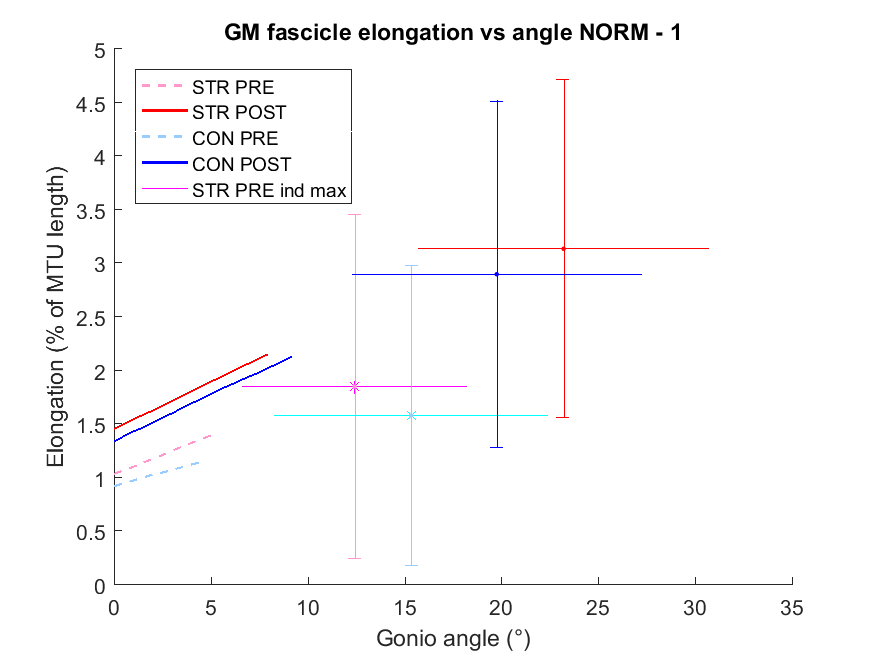 GM fascicle elongation vs angle NORM - 1
5
4.5
4
3.5
3
2.5
2
1.5
1
0.5
0
Elongation (% of MTU length)
STR PRE
STR POST
CON PRE
CON POST
STR PRE ind max
0 5 10 15 20 25 30 35
Gonio angle (°)